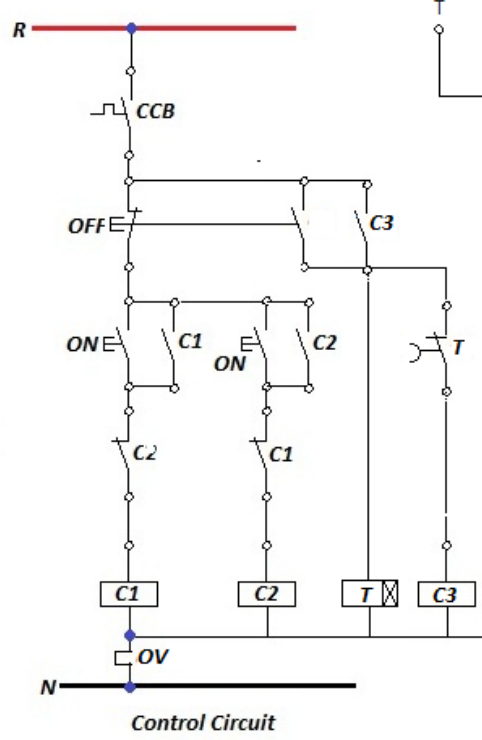 T
R
CCB
OFF C3
ON C1 ON C2 T
C2 C1
C1 C2 T C3
OV
N
Control Circuit